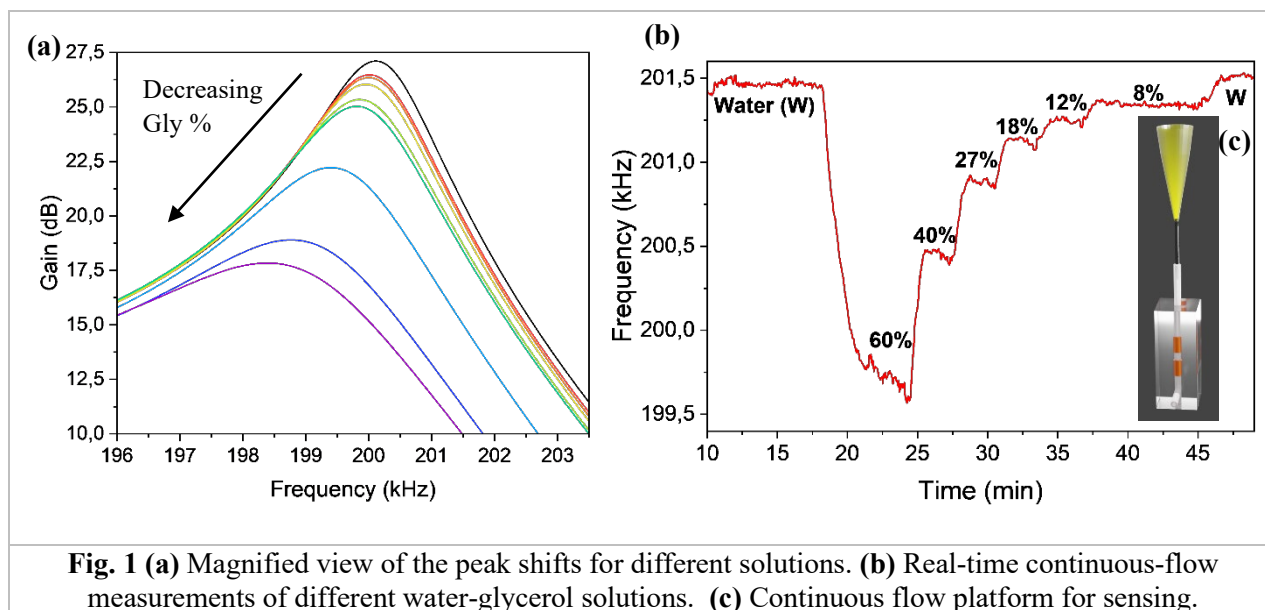 (a)
27,5
25,0
22,5
20,0
17,5
15,0
12,5
10,0
Gain (dB)
Decreasing
Gly %
196 197 198 199 200 201 202 203
Frequency (kHz)
(b)
201,5
201,0
200,5
200,0
199,5
Frequency (kHz)
Water (W)
60%
40%
27%
18%
12%
8%
W
(c)
10 15 20 25 30 35 40 45
Time (min)
Fig. 1 (a) Magnified view of the peak shifts for different solutions. (b) Real-time continuous-flow
measurements of different water-glycerol solutions. (c) Continuous flow platform for sensing.